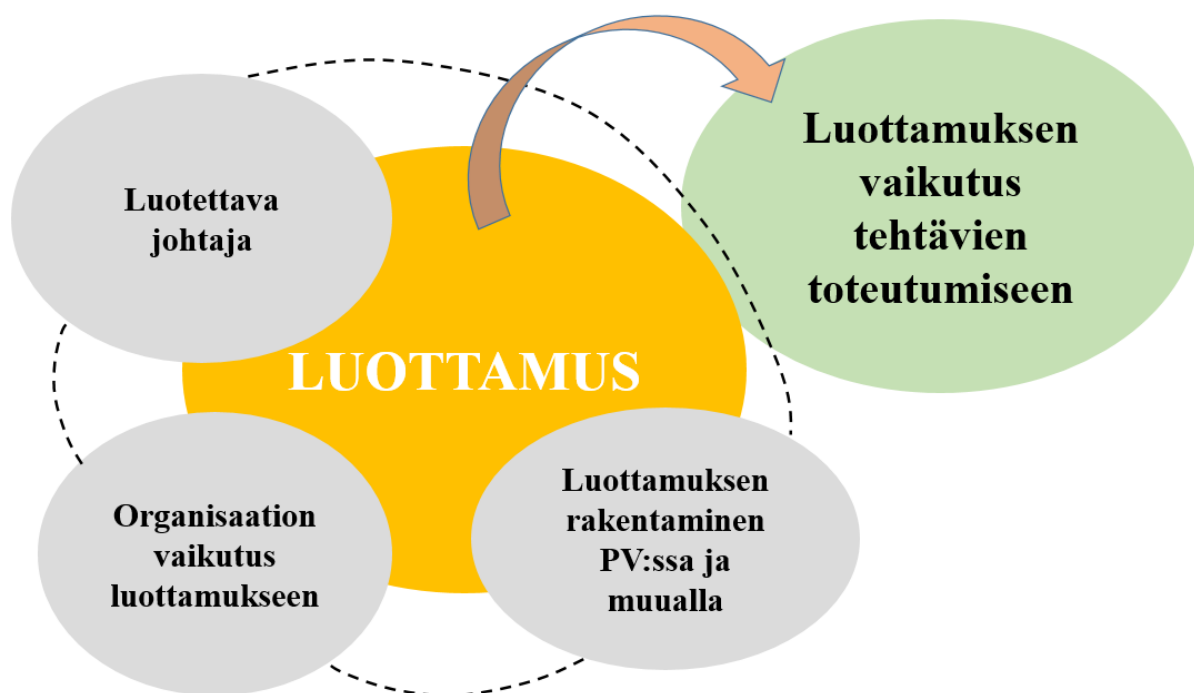 Luotettava
johtaja
Luottamuksen
vaikutus
tehtävien
toteutumiseen
LUOTTAMUS
Organisaation
vaikutus
luottamukseen
Luottamuksen
rakentaminen
PV:ssa ja
muualla